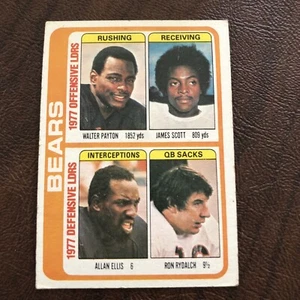 BEARS
1977 OFFENSIVE LDRS
RUSHING
WALTER PAYTON 1852 yds
RECEIVING
JAMES SCOTT 809 yds
1977 DEFENSIVE LDRS
INTERCEPTIONS
ALLAN ELLIS 6
QB SACKS
RON RYDALCH 9½